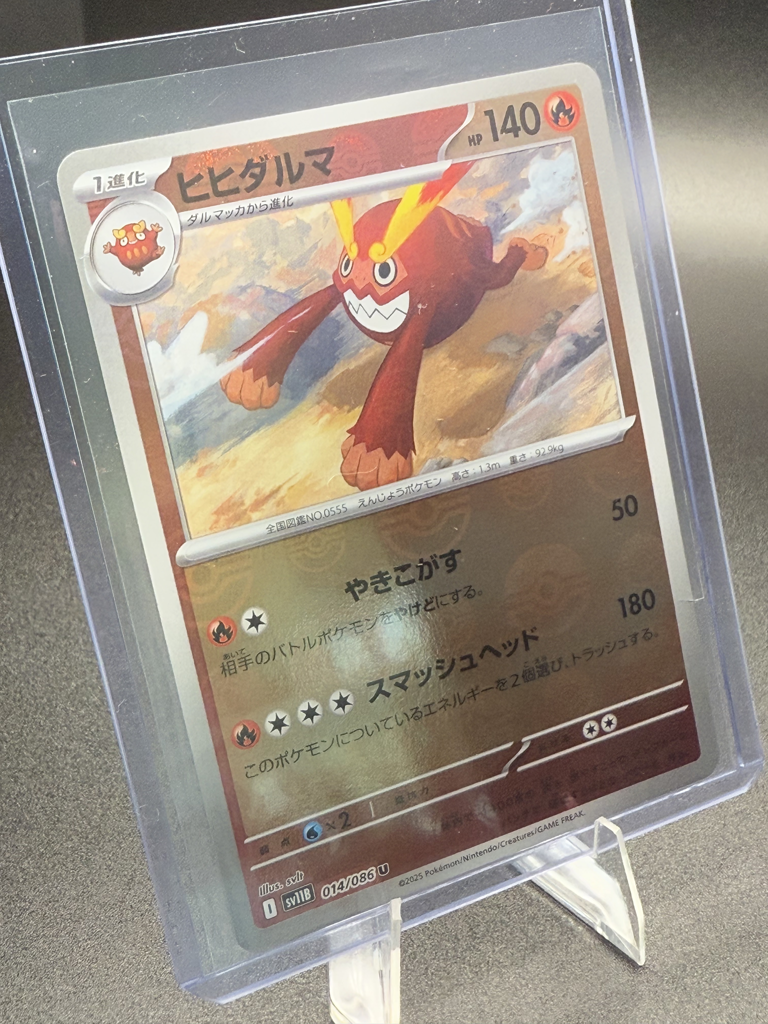 1進化
ヒヒダルマ
HP 140
ダルマッカから進化
全国図鑑NO.0555 えんじょうポケモン 高さ:1.3m 重さ:92.9kg
やきこがす 50
相手のバトルポケモンをやけどにする。
スマッシュヘッド 180
このポケモンについているエネルギーを2個選び、トラッシュする。
弱点 ×2 抵抗力
illus. svlt
I sv11B 014/086 U
©2025 Pokémon/Nintendo/Creatures/GAME FREAK.